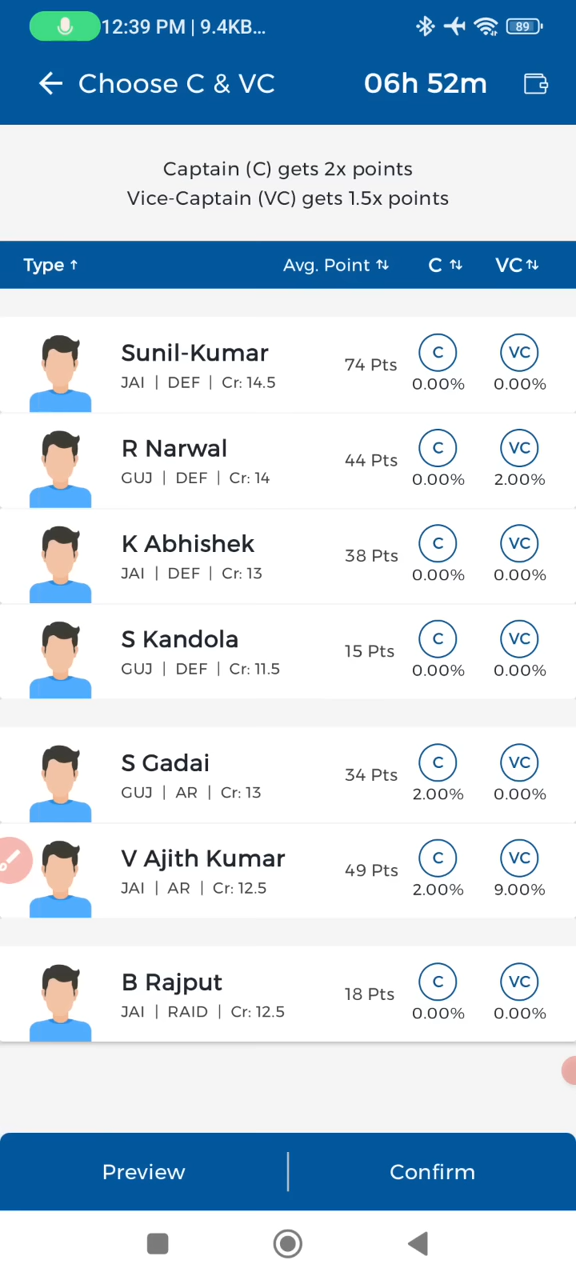 12:39 PM | 9.4KB... 89
Choose C & VC 06h 52m
Captain (C) gets 2x points
Vice-Captain (VC) gets 1.5x points
Type ↑ Avg. Point ↑↓ C ↑↓ VC ↑↓
Sunil-Kumar 74 Pts C VC
JAI | DEF | Cr: 14.5 0.00% 0.00%
R Narwal 44 Pts C VC
GUJ | DEF | Cr: 14 0.00% 2.00%
K Abhishek 38 Pts C VC
JAI | DEF | Cr: 13 0.00% 0.00%
S Kandola 15 Pts C VC
GUJ | DEF | Cr: 11.5 0.00% 0.00%
S Gadai 34 Pts C VC
GUJ | AR | Cr: 13 2.00% 0.00%
V Ajith Kumar 49 Pts C VC
JAI | AR | Cr: 12.5 2.00% 9.00%
B Rajput 18 Pts C VC
JAI | RAID | Cr: 12.5 0.00% 0.00%
Preview Confirm